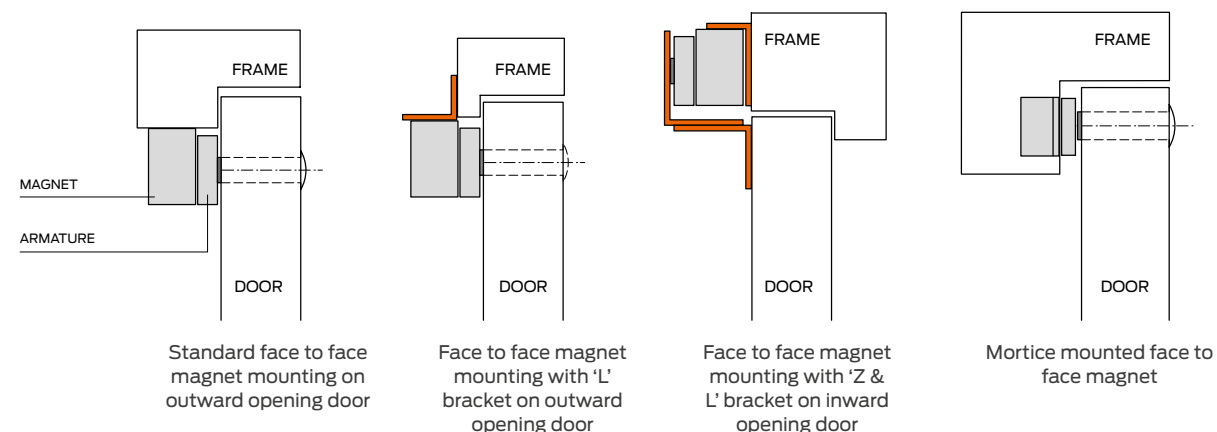 FRAME
MAGNET
ARMATURE
DOOR
Standard face to face
magnet mounting on
outward opening door
FRAME
DOOR
Face to face magnet
mounting with ‘L’
bracket on outward
opening door
FRAME
DOOR
Face to face magnet
mounting with ‘Z &
L’ bracket on inward
opening door
FRAME
DOOR
Mortice mounted face to
face magnet